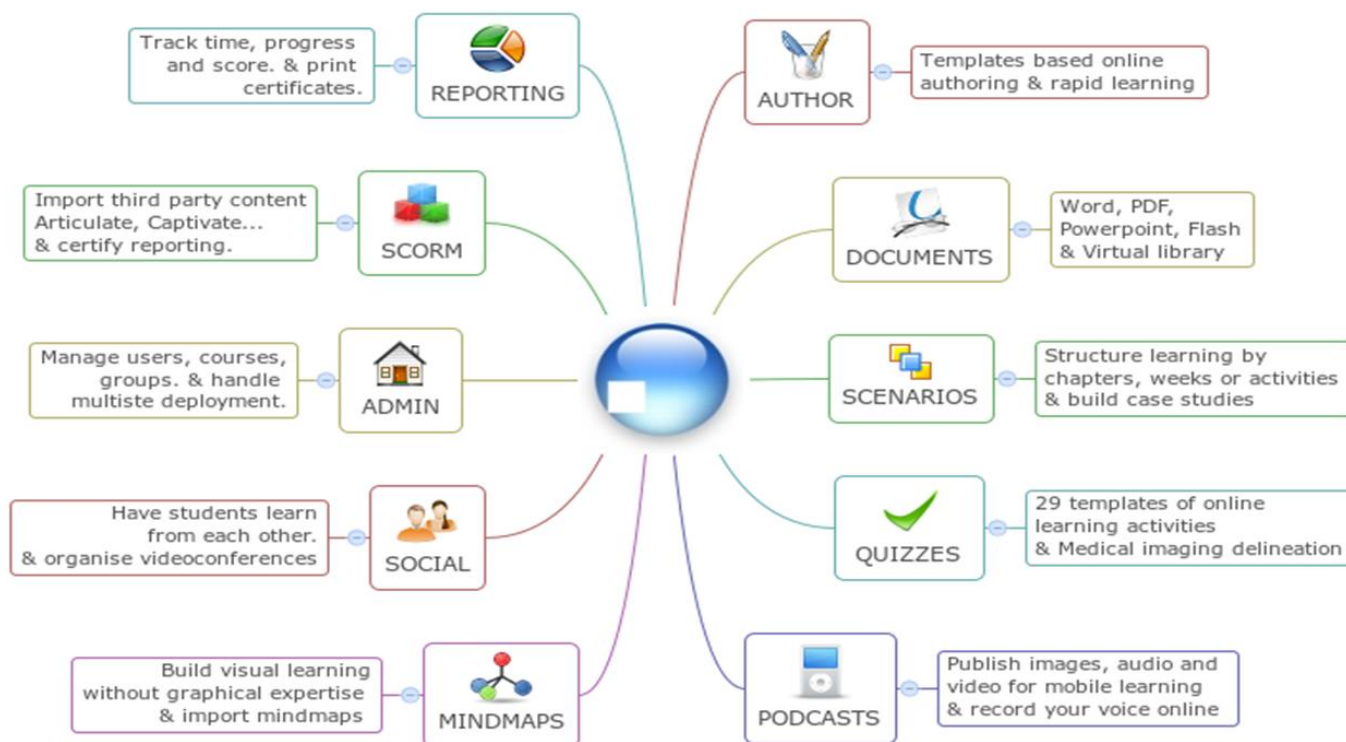 Track time, progress
and score. & print
certificates.
REPORTING
AUTHOR
Templates based online
authoring & rapid learning
Import third party content
Articulate, Captivate...
& certify reporting.
SCORM
DOCUMENTS
Word, PDF,
Powerpoint, Flash
& Virtual library
Manage users, courses,
groups. & handle
multiste deployment.
ADMIN
SCENARIOS
Structure learning by
chapters, weeks or activities
& build case studies
Have students learn
from each other.
& organise videoconferences
SOCIAL
QUIZZES
29 templates of online
learning activities
& Medical imaging delineation
Build visual learning
without graphical expertise
& import mindmaps
MINDMAPS
PODCASTS
Publish images, audio and
video for mobile learning
& record your voice online